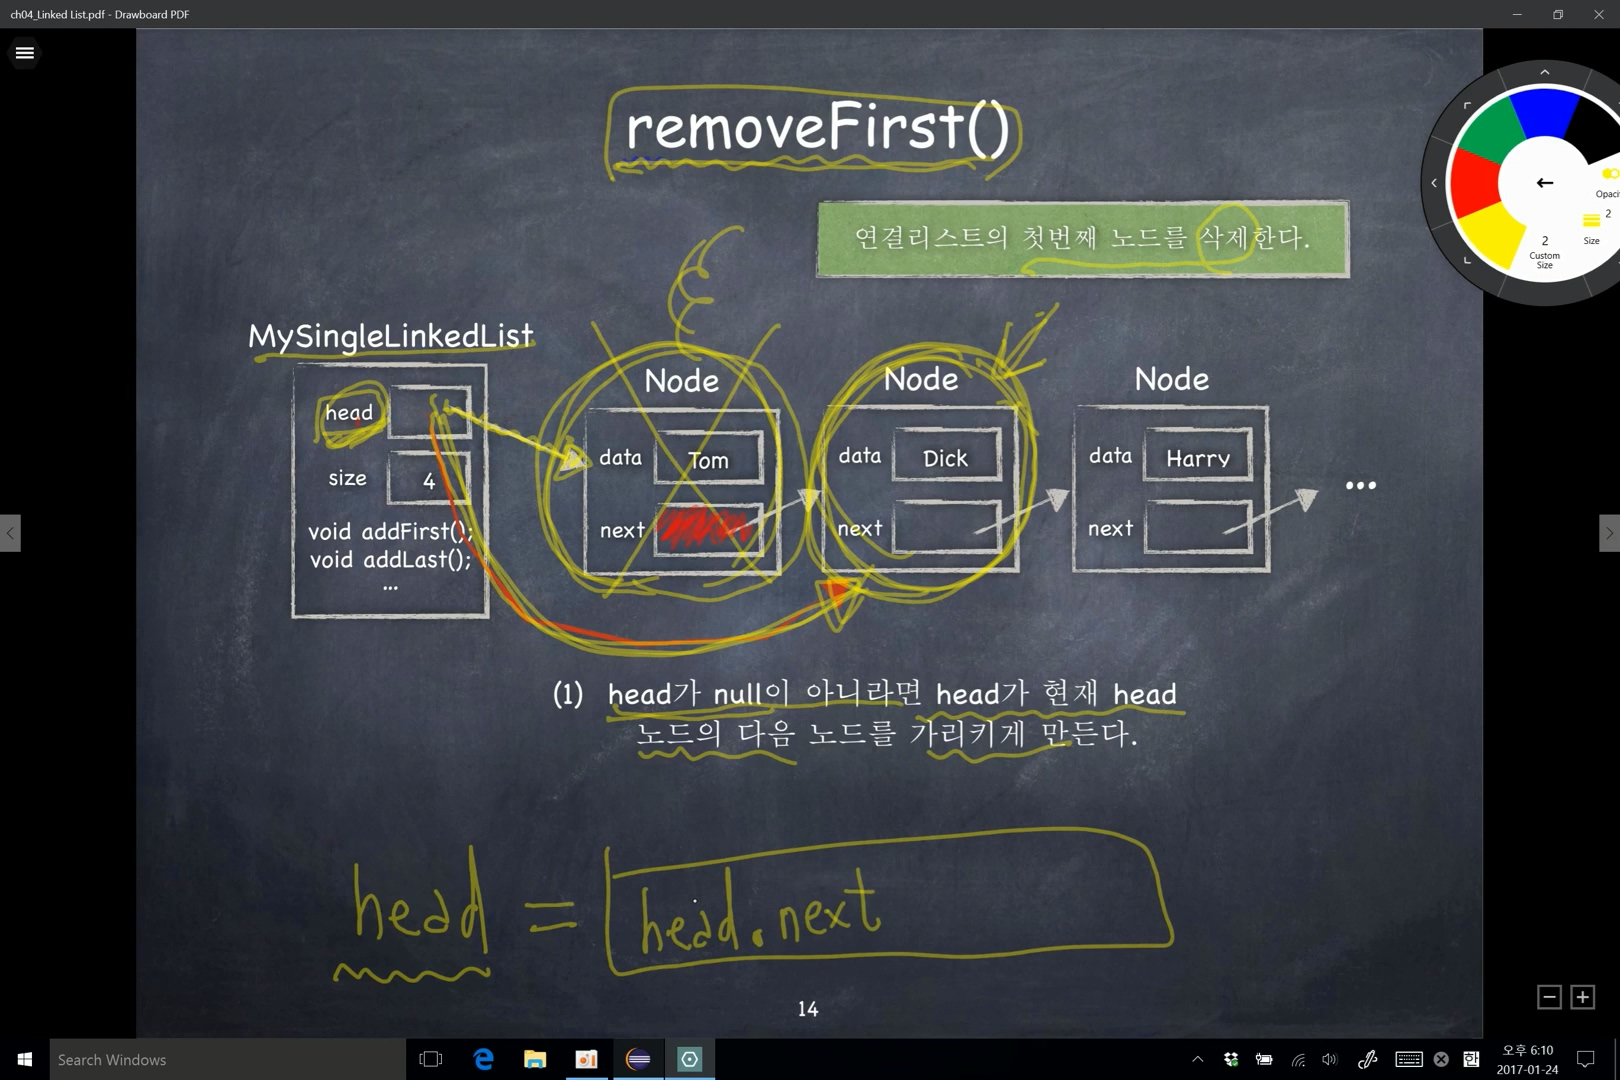 ch04_Linked List.pdf - Drawboard PDF
removeFirst()
연결리스트의 첫번째 노드를 삭제한다.
2
Custom
Size
Opaci
2
Size
MySingleLinkedList
head
size
4
void addFirst();
void addLast();
...
Node
data
Tom
next
Node
data
Dick
next
Node
data
Harry
next
...
(1) head가 null이 아니라면 head가 현재 head
노드의 다음 노드를 가리키게 만든다.
head = head.next
14
Search Windows
한
오후 6:10
2017-01-24